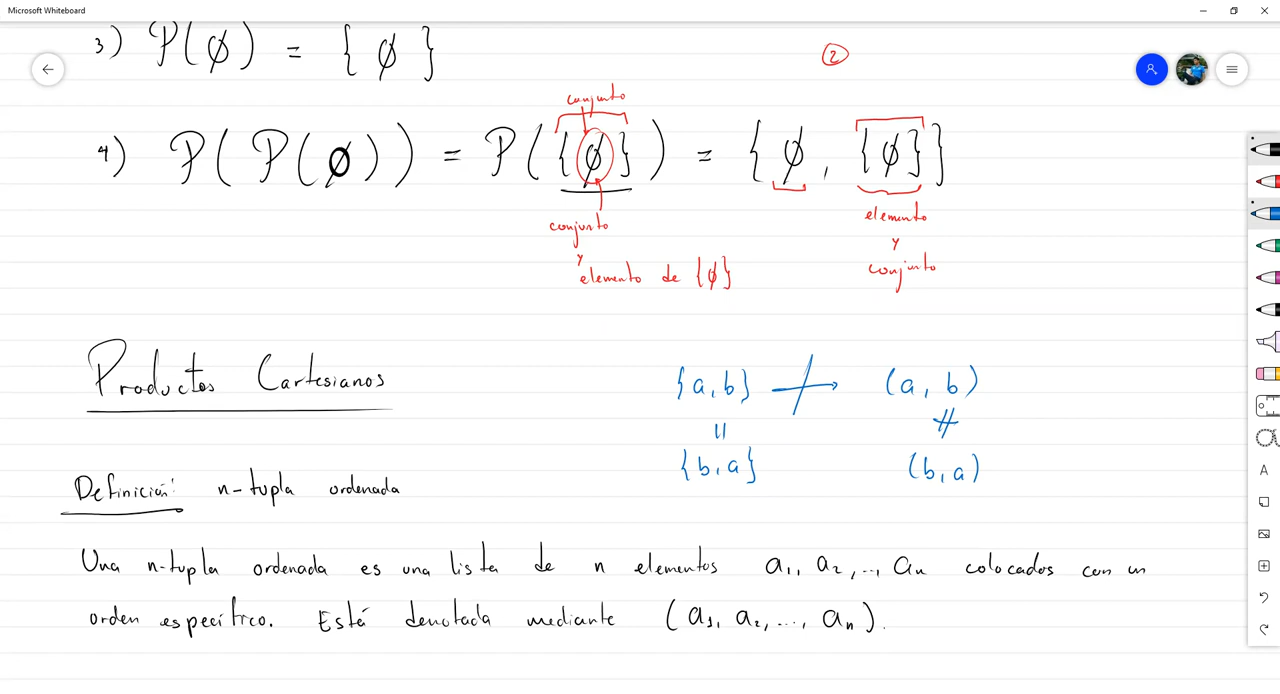 Microsoft Whiteboard
3) P(∅) = {∅}
②
conjunto
4) P(P(∅)) = P({∅}) = {∅, {∅}}
conjunto
y
elemento de {∅}
elemento
y
conjunto
Productos Cartesianos
{a, b} ↛ (a, b)
= ≠
{b, a} (b, a)
Definición: n-tupla ordenada
Una n-tupla ordenada es una lista de n elementos a₁, a₂, .., aₙ colocados con un
orden específico. Está denotada mediante (a₁, a₂, ..., aₙ).